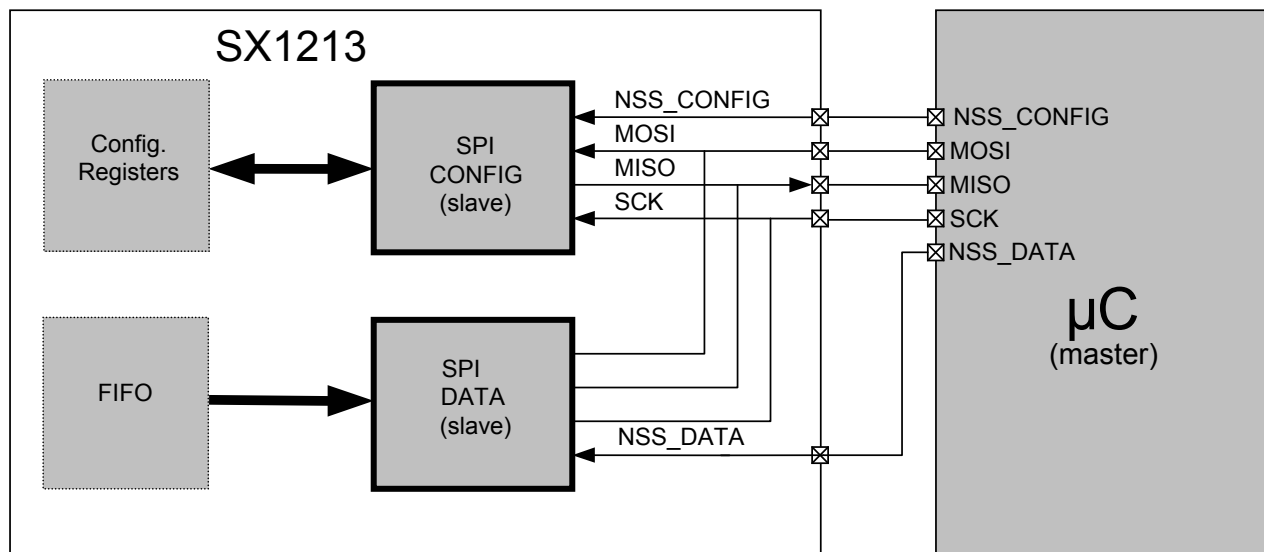 SX1213
Config.
Registers
SPI
CONFIG
(slave)
NSS_CONFIG
MOSI
MISO
SCK
NSS_CONFIG
MOSI
MISO
SCK
NSS_DATA
FIFO
SPI
DATA
(slave)
NSS_DATA
µC
(master)